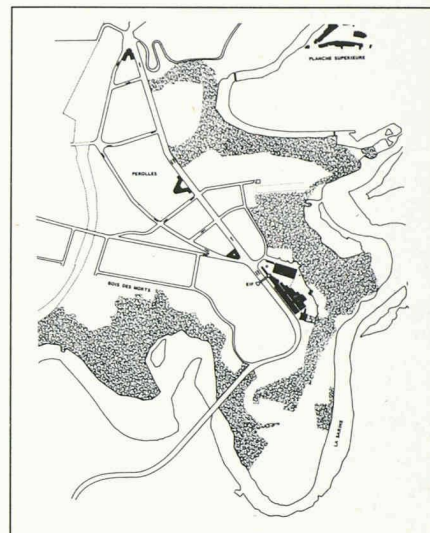 PLANCHE SUPERIEURE
PEROLLES
BOIS DES MORTS
EIF
LA SARINE